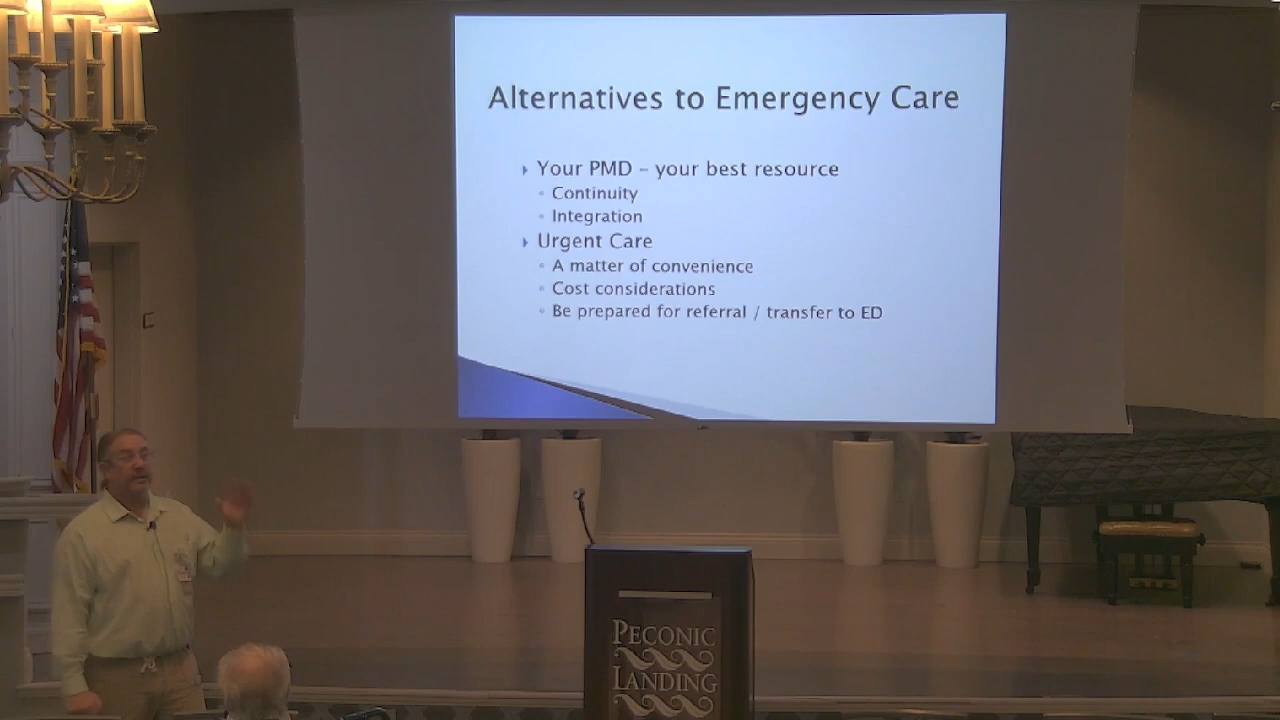 Alternatives to Emergency Care
Your PMD – your best resource
Continuity
Integration
Urgent Care
A matter of convenience
Cost considerations
Be prepared for referral / transfer to ED
PECONIC
LANDING